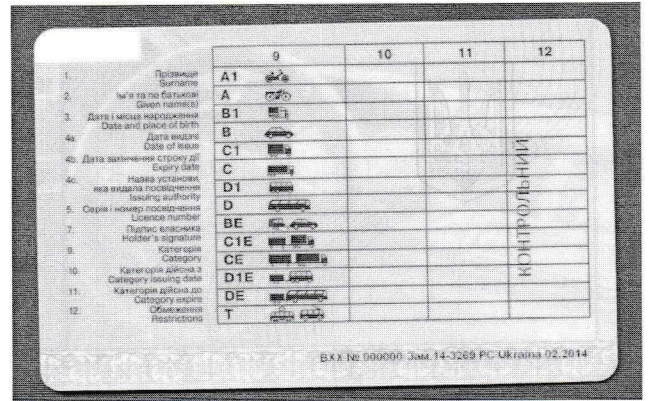 9 10 11 12
1. Прізвище
Surname
2. Ім'я та по батькові
Given name(s)
3. Дата і місце народження
Date and place of birth
4a. Дата видачі
Date of issue
4b. Дата закінчення строку дії
Expiry date
4c. Назва установи,
яка видала посвідчення
Issuing authority
5. Серія і номер посвідчення
Licence number
7. Підпис власника
Holder's signature
9. Категорія
Category
10. Категорія дійсна з
Category issuing date
11. Категорія дійсна до
Category expire
12. Обмеження
Restrictions
A1
A
B1
B
C1
C
D1
D
BE
C1E
CE
D1E
DE
T
КОНТРОЛЬНИЙ
ВХХ № 000000 Зам.14-3269 РС Ukraina 02.2014